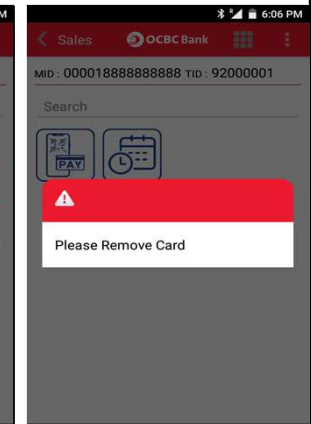 M
6:06 PM
Sales OCBC Bank
MID : 000018888888888 TID : 92000001
Search
PAY
Please Remove Card